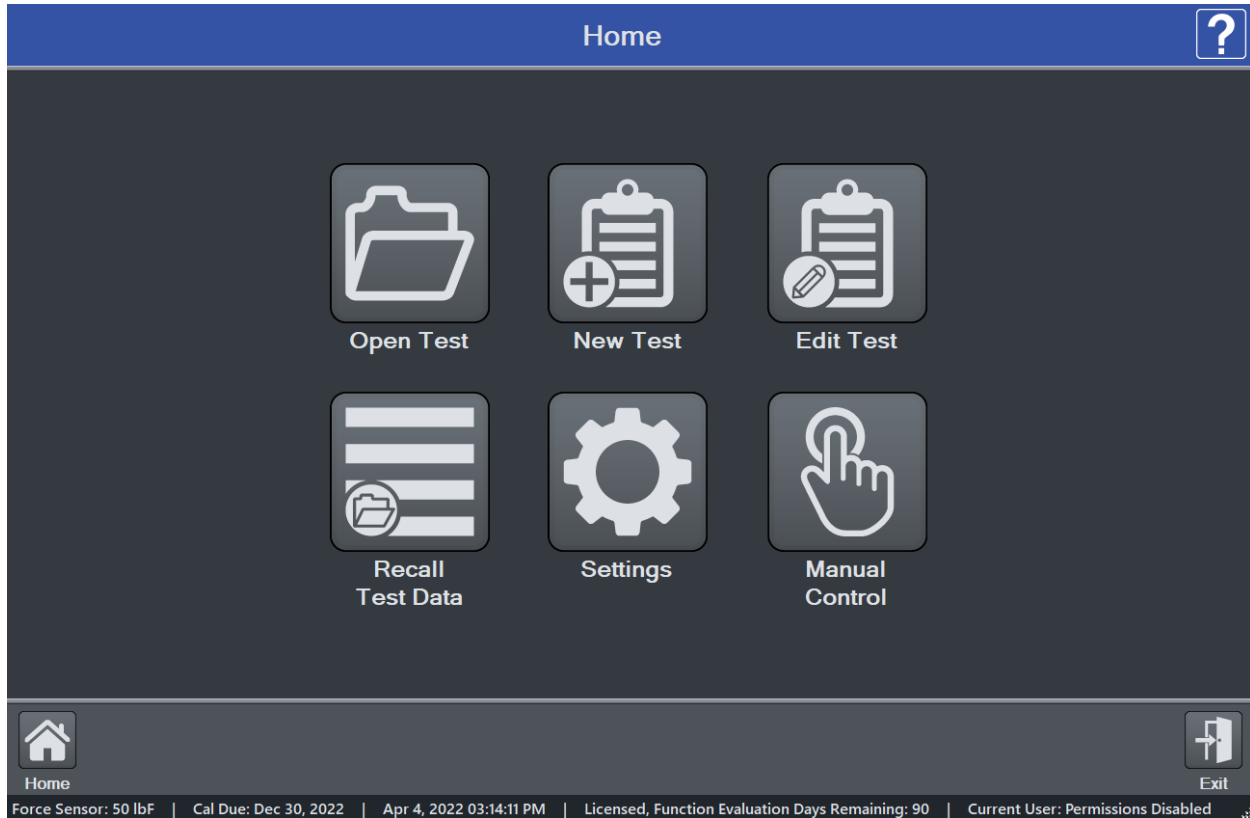 Home
?
Open Test
New Test
Edit Test
Recall
Test Data
Settings
Manual
Control
Home
Exit
Force Sensor: 50 lbF | Cal Due: Dec 30, 2022 | Apr 4, 2022 03:14:11 PM | Licensed, Function Evaluation Days Remaining: 90 | Current User: Permissions Disabled